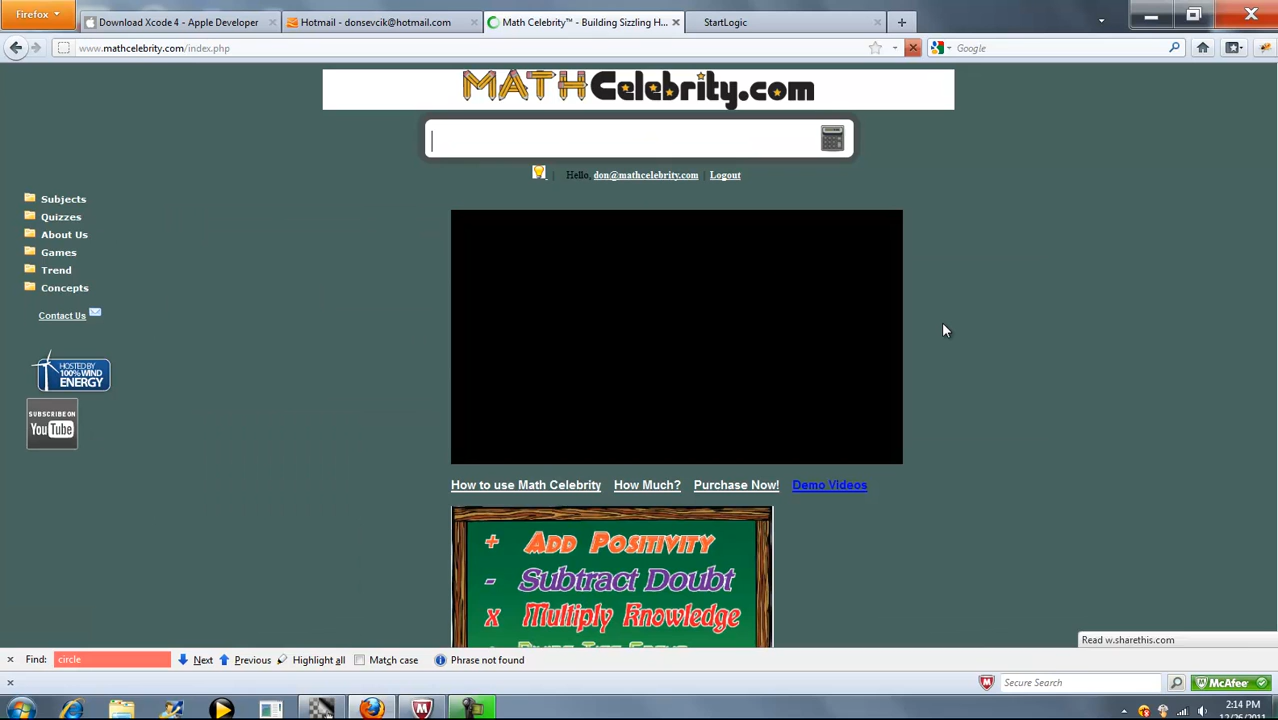 Firefox
Download Xcode 4 - Apple Developer
Hotmail - donsevcik@hotmail.com
Math Celebrity™ - Building Sizzling H...
StartLogic
www.mathcelebrity.com/index.php
Google
MATHCelebrity.com
Hello, don@mathcelebrity.com | Logout
Subjects
Quizzes
About Us
Games
Trend
Concepts
Contact Us
HOSTED BY
100% WIND
ENERGY
SUBSCRIBE ON
YouTube
How to use Math Celebrity How Much? Purchase Now! Demo Videos
+ Add Positivity
- Subtract Doubt
x Multiply Knowledge
Read w.sharethis.com
× Find: circle Next Previous Highlight all Match case Phrase not found
× Secure Search McAfee
2:14 PM
12/26/2011